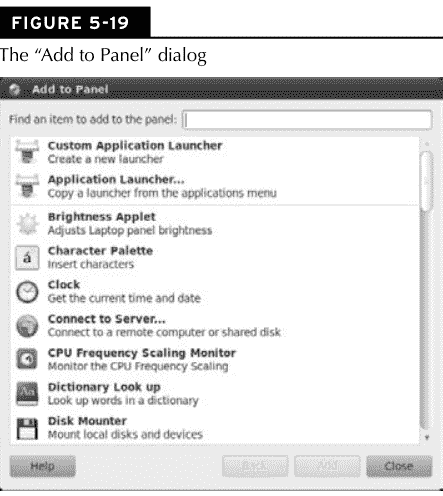 FIGURE 5-19
The “Add to Panel” dialog
Add to Panel
Find an item to add to the panel:
Custom Application Launcher
Create a new launcher
Application Launcher...
Copy a launcher from the applications menu
Brightness Applet
Adjusts Laptop panel brightness
Character Palette
Insert characters
Clock
Get the current time and date
Connect to Server...
Connect to a remote computer or shared disk
CPU Frequency Scaling Monitor
Monitor the CPU Frequency Scaling
Dictionary Look up
Look up words in a dictionary
Disk Mounter
Mount local disks and devices
Help Back Add Close